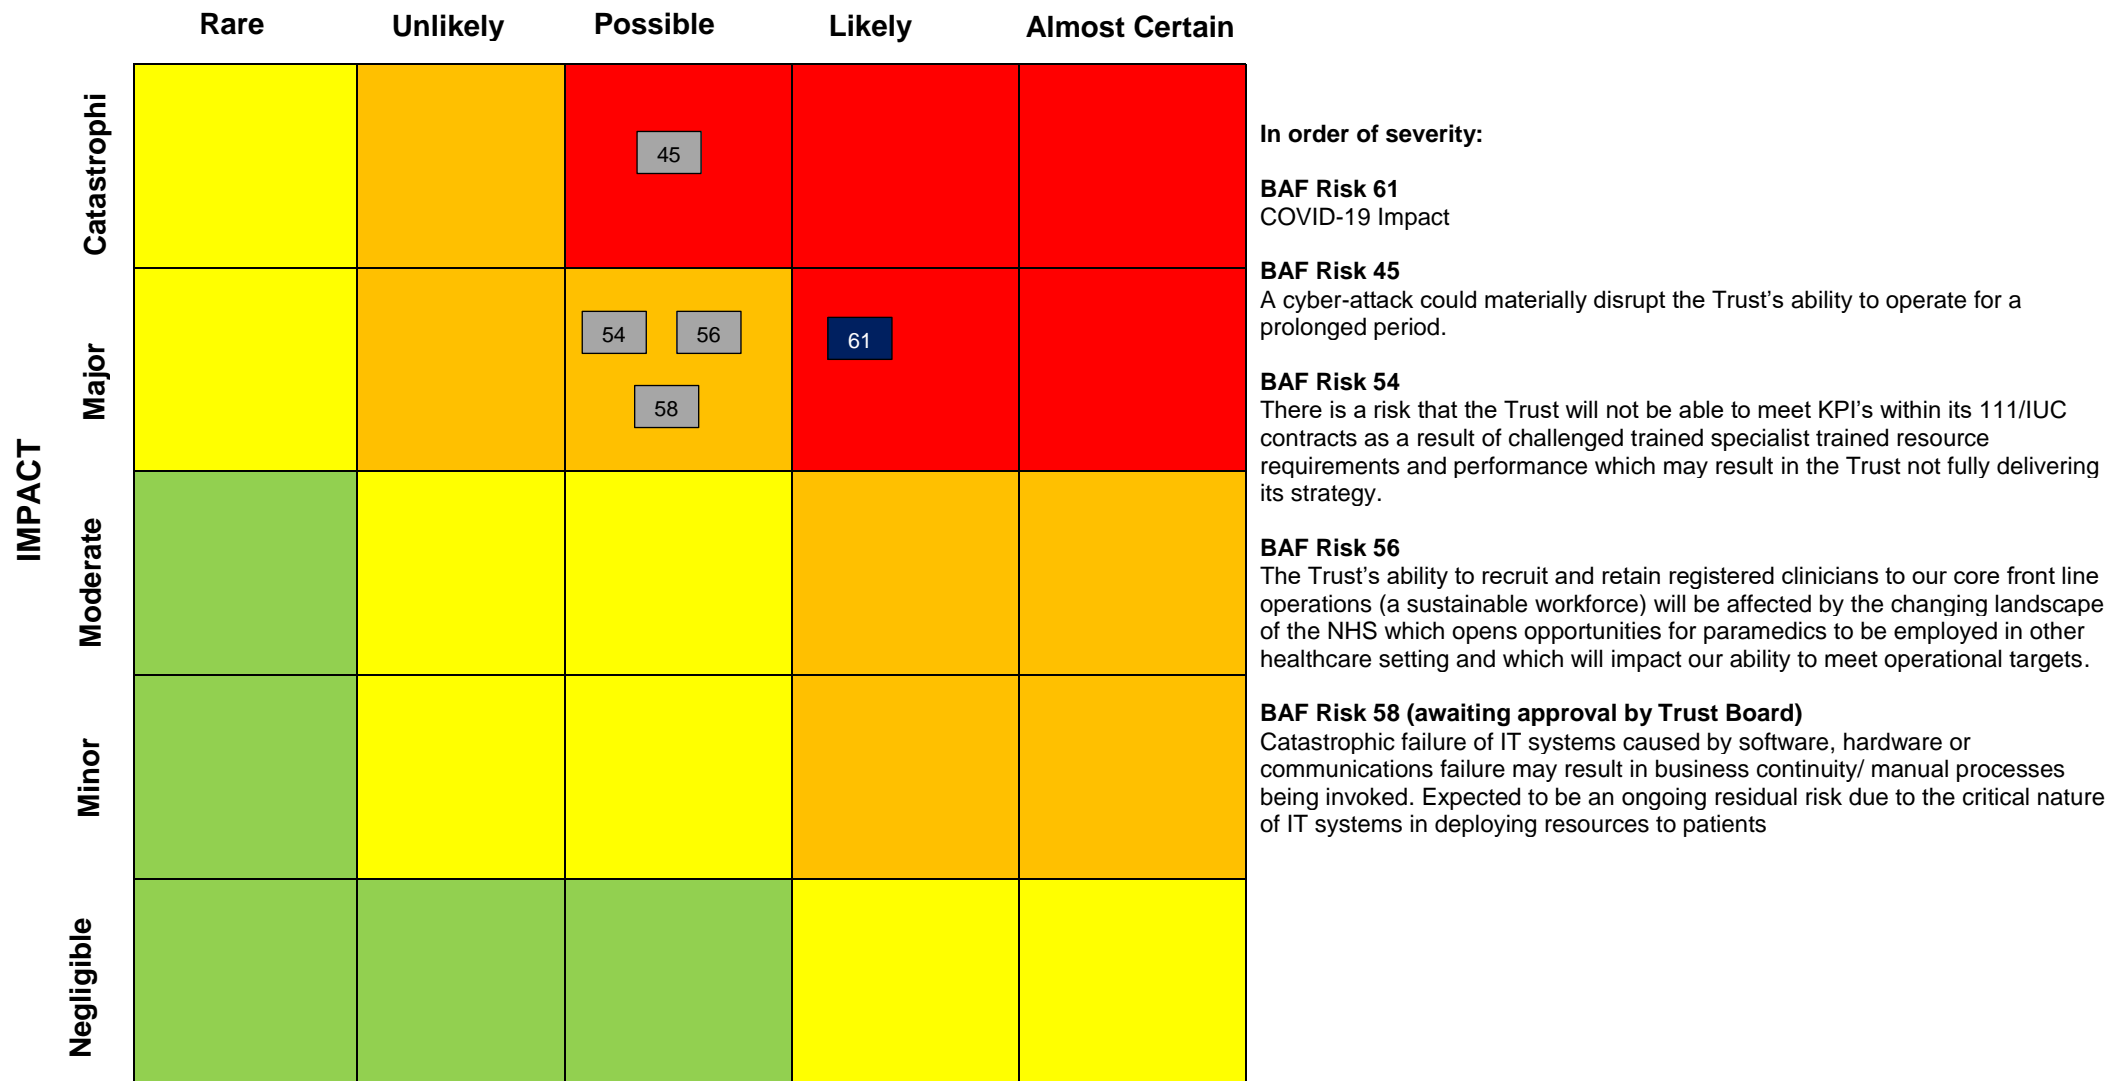 Rare Unlikely Possible Likely Almost Certain
IMPACT
Catastrophi
Major
Moderate
Minor
Negligible
45
54 56 61
58
In order of severity:
BAF Risk 61
COVID-19 Impact
BAF Risk 45
A cyber-attack could materially disrupt the Trust’s ability to operate for a
prolonged period.
BAF Risk 54
There is a risk that the Trust will not be able to meet KPI’s within its 111/IUC
contracts as a result of challenged trained specialist trained resource
requirements and performance which may result in the Trust not fully delivering
its strategy.
BAF Risk 56
The Trust’s ability to recruit and retain registered clinicians to our core front line
operations (a sustainable workforce) will be affected by the changing landscape
of the NHS which opens opportunities for paramedics to be employed in other
healthcare setting and which will impact our ability to meet operational targets.
BAF Risk 58 (awaiting approval by Trust Board)
Catastrophic failure of IT systems caused by software, hardware or
communications failure may result in business continuity/ manual processes
being invoked. Expected to be an ongoing residual risk due to the critical nature
of IT systems in deploying resources to patients